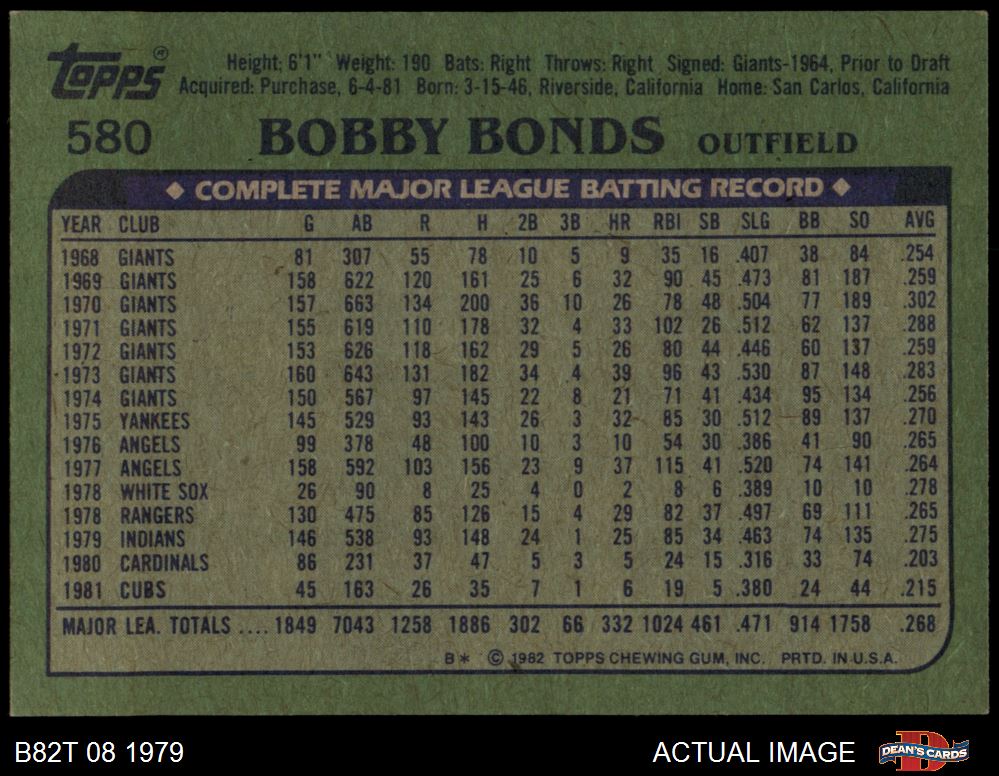 Topps®
Height: 6'1" Weight: 190 Bats: Right Throws: Right Signed: Giants-1964, Prior to Draft
Acquired: Purchase, 6-4-81 Born: 3-15-46, Riverside, California Home: San Carlos, California
580 BOBBY BONDS OUTFIELD
◆ COMPLETE MAJOR LEAGUE BATTING RECORD ◆
YEAR CLUB G AB R H 2B 3B HR RBI SB SLG BB SO AVG
1968 GIANTS 81 307 55 78 10 5 9 35 16 .407 38 84 .254
1969 GIANTS 158 622 120 161 25 6 32 90 45 .473 81 187 .259
1970 GIANTS 157 663 134 200 36 10 26 78 48 .504 77 189 .302
1971 GIANTS 155 619 110 178 32 4 33 102 26 .512 62 137 .288
1972 GIANTS 153 626 118 162 29 5 26 80 44 .446 60 137 .259
1973 GIANTS 160 643 131 182 34 4 39 96 43 .530 87 148 .283
1974 GIANTS 150 567 97 145 22 8 21 71 41 .434 95 134 .256
1975 YANKEES 145 529 93 143 26 3 32 85 30 .512 89 137 .270
1976 ANGELS 99 378 48 100 10 3 10 54 30 .386 41 90 .265
1977 ANGELS 158 592 103 156 23 9 37 115 41 .520 74 141 .264
1978 WHITE SOX 26 90 8 25 4 0 2 8 6 .389 10 10 .278
1978 RANGERS 130 475 85 126 15 4 29 82 37 .497 69 111 .265
1979 INDIANS 146 538 93 148 24 1 25 85 34 .463 74 135 .275
1980 CARDINALS 86 231 37 47 5 3 5 24 15 .316 33 74 .203
1981 CUBS 45 163 26 35 7 1 6 19 5 .380 24 44 .215
MAJOR LEA. TOTALS .... 1849 7043 1258 1886 302 66 332 1024 461 .471 914 1758 .268
B* © 1982 TOPPS CHEWING GUM, INC. PRTD. IN U.S.A.
B82T 08 1979 ACTUAL IMAGE DEAN'S CARDS